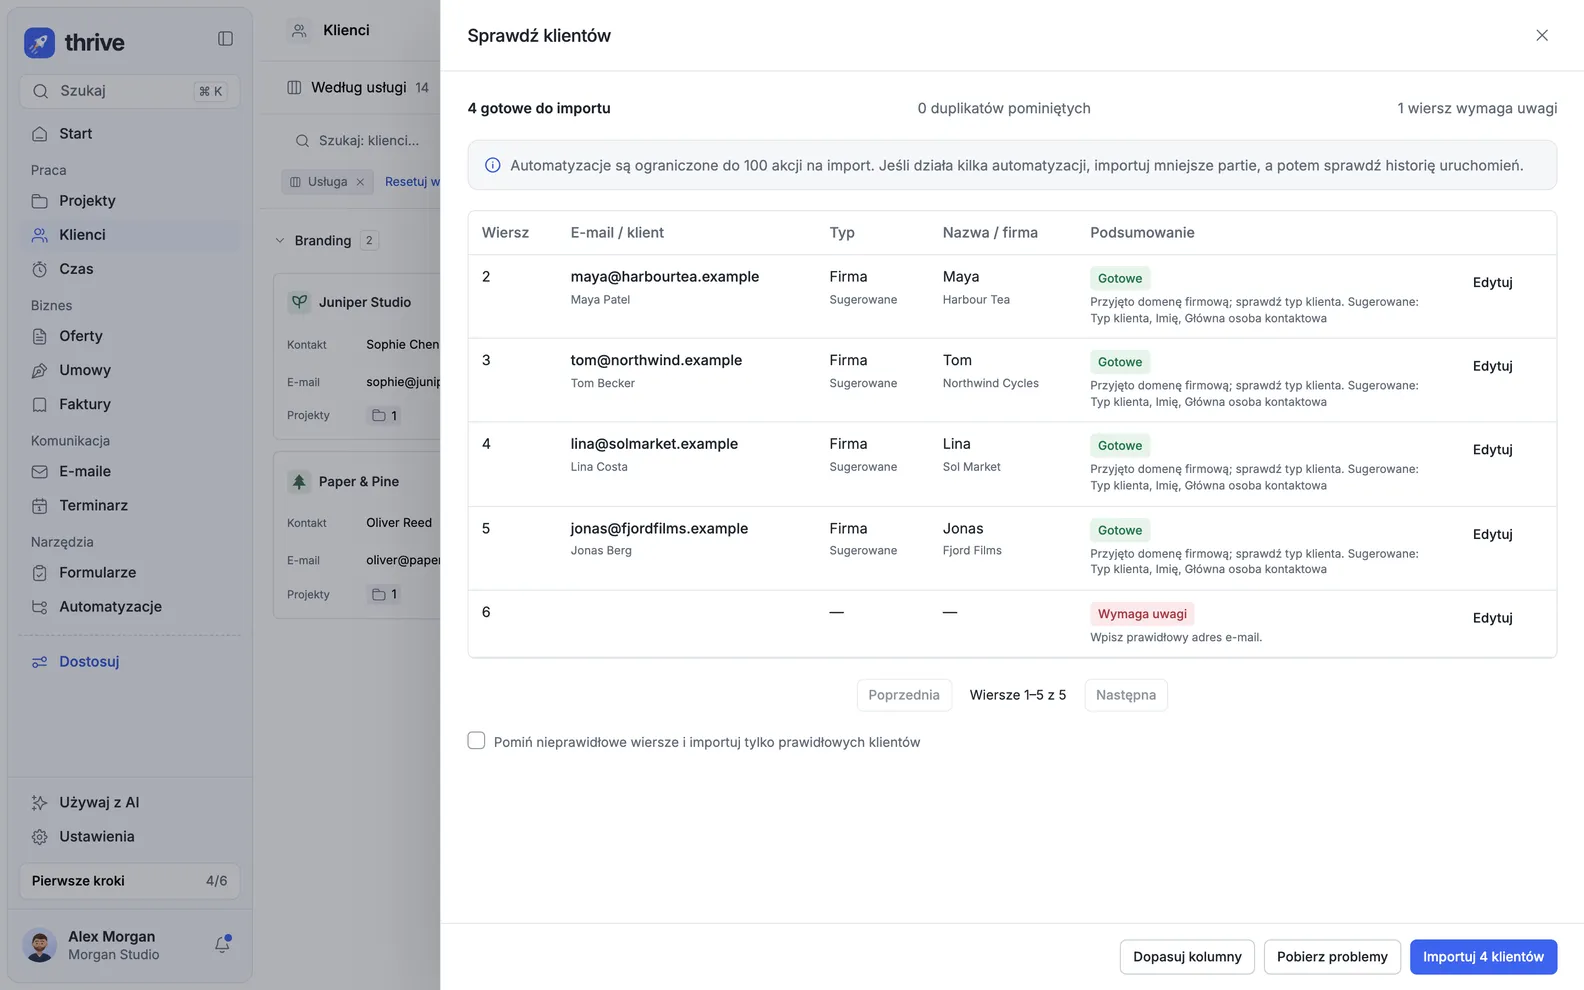 thrive
Szukaj
⌘ K
Start
Praca
Projekty
Klienci
Czas
Biznes
Oferty
Umowy
Faktury
Komunikacja
E-maile
Terminarz
Narzędzia
Formularze
Automatyzacje
Dostosuj
Używaj z AI
Ustawienia
Pierwsze kroki 4/6
Alex Morgan
Morgan Studio
Klienci
Według usługi 14
Szukaj: klienci...
Usługa
Resetuj w
Branding 2
Juniper Studio
Kontakt Sophie Chen
E-mail sophie@junip
Projekty 1
Paper & Pine
Kontakt Oliver Reed
E-mail oliver@paper
Projekty 1
Sprawdź klientów
4 gotowe do importu 0 duplikatów pominiętych 1 wiersz wymaga uwagi
Automatyzacje są ograniczone do 100 akcji na import. Jeśli działa kilka automatyzacji, importuj mniejsze partie, a potem sprawdź historię uruchomień.
Wiersz E-mail / klient Typ Nazwa / firma Podsumowanie
2 maya@harbourtea.example Firma Maya Gotowe Edytuj
Maya Patel Sugerowane Harbour Tea Przyjęto domenę firmową; sprawdź typ klienta. Sugerowane:
Typ klienta, Imię, Główna osoba kontaktowa
3 tom@northwind.example Firma Tom Gotowe Edytuj
Tom Becker Sugerowane Northwind Cycles Przyjęto domenę firmową; sprawdź typ klienta. Sugerowane:
Typ klienta, Imię, Główna osoba kontaktowa
4 lina@solmarket.example Firma Lina Gotowe Edytuj
Lina Costa Sugerowane Sol Market Przyjęto domenę firmową; sprawdź typ klienta. Sugerowane:
Typ klienta, Imię, Główna osoba kontaktowa
5 jonas@fjordfilms.example Firma Jonas Gotowe Edytuj
Jonas Berg Sugerowane Fjord Films Przyjęto domenę firmową; sprawdź typ klienta. Sugerowane:
Typ klienta, Imię, Główna osoba kontaktowa
6 — — Wymaga uwagi Edytuj
Wpisz prawidłowy adres e-mail.
Poprzednia Wiersze 1–5 z 5 Następna
Pomiń nieprawidłowe wiersze i importuj tylko prawidłowych klientów
Dopasuj kolumny Pobierz problemy Importuj 4 klientów